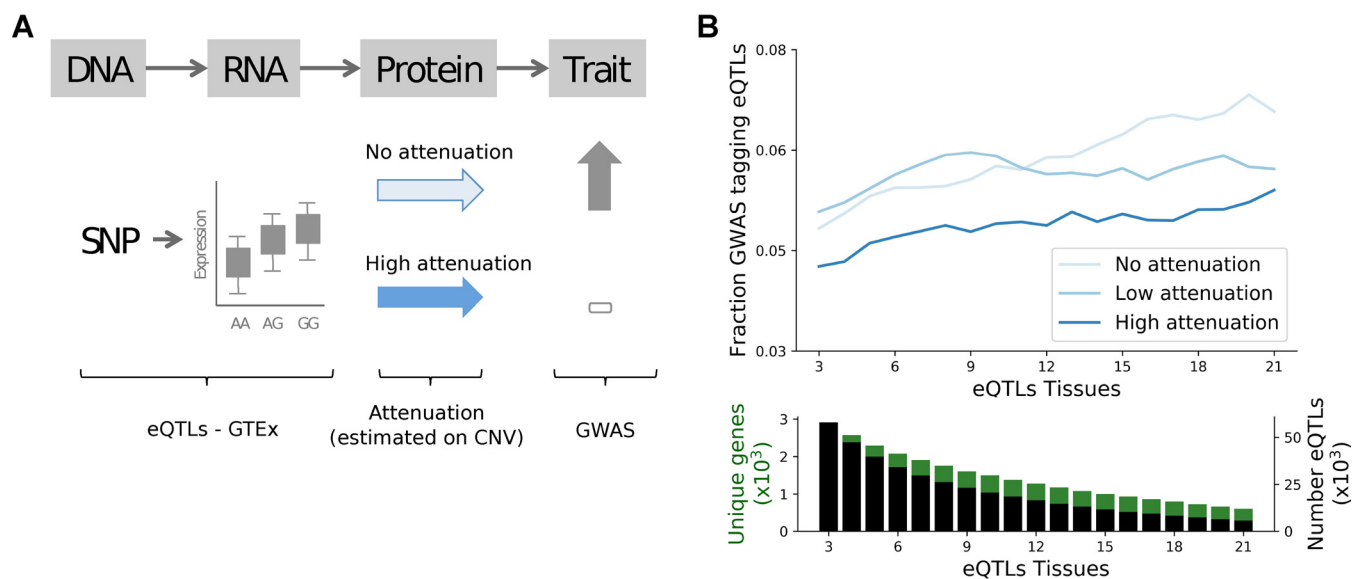 A
DNA
RNA
Protein
Trait
SNP
Expression
AA
AG
GG
No attenuation
High attenuation
eQTLs - GTEx
Attenuation
(estimated on CNV)
GWAS
B
Fraction GWAS tagging eQTLs
0.08
0.06
0.05
0.03
3
6
9
12
15
18
21
eQTLs Tissues
No attenuation
Low attenuation
High attenuation
Unique genes
(x10³)
3
2
1
0
Number eQTLs
(x10³)
50
25
0
3
6
9
12
15
18
21
eQTLs Tissues